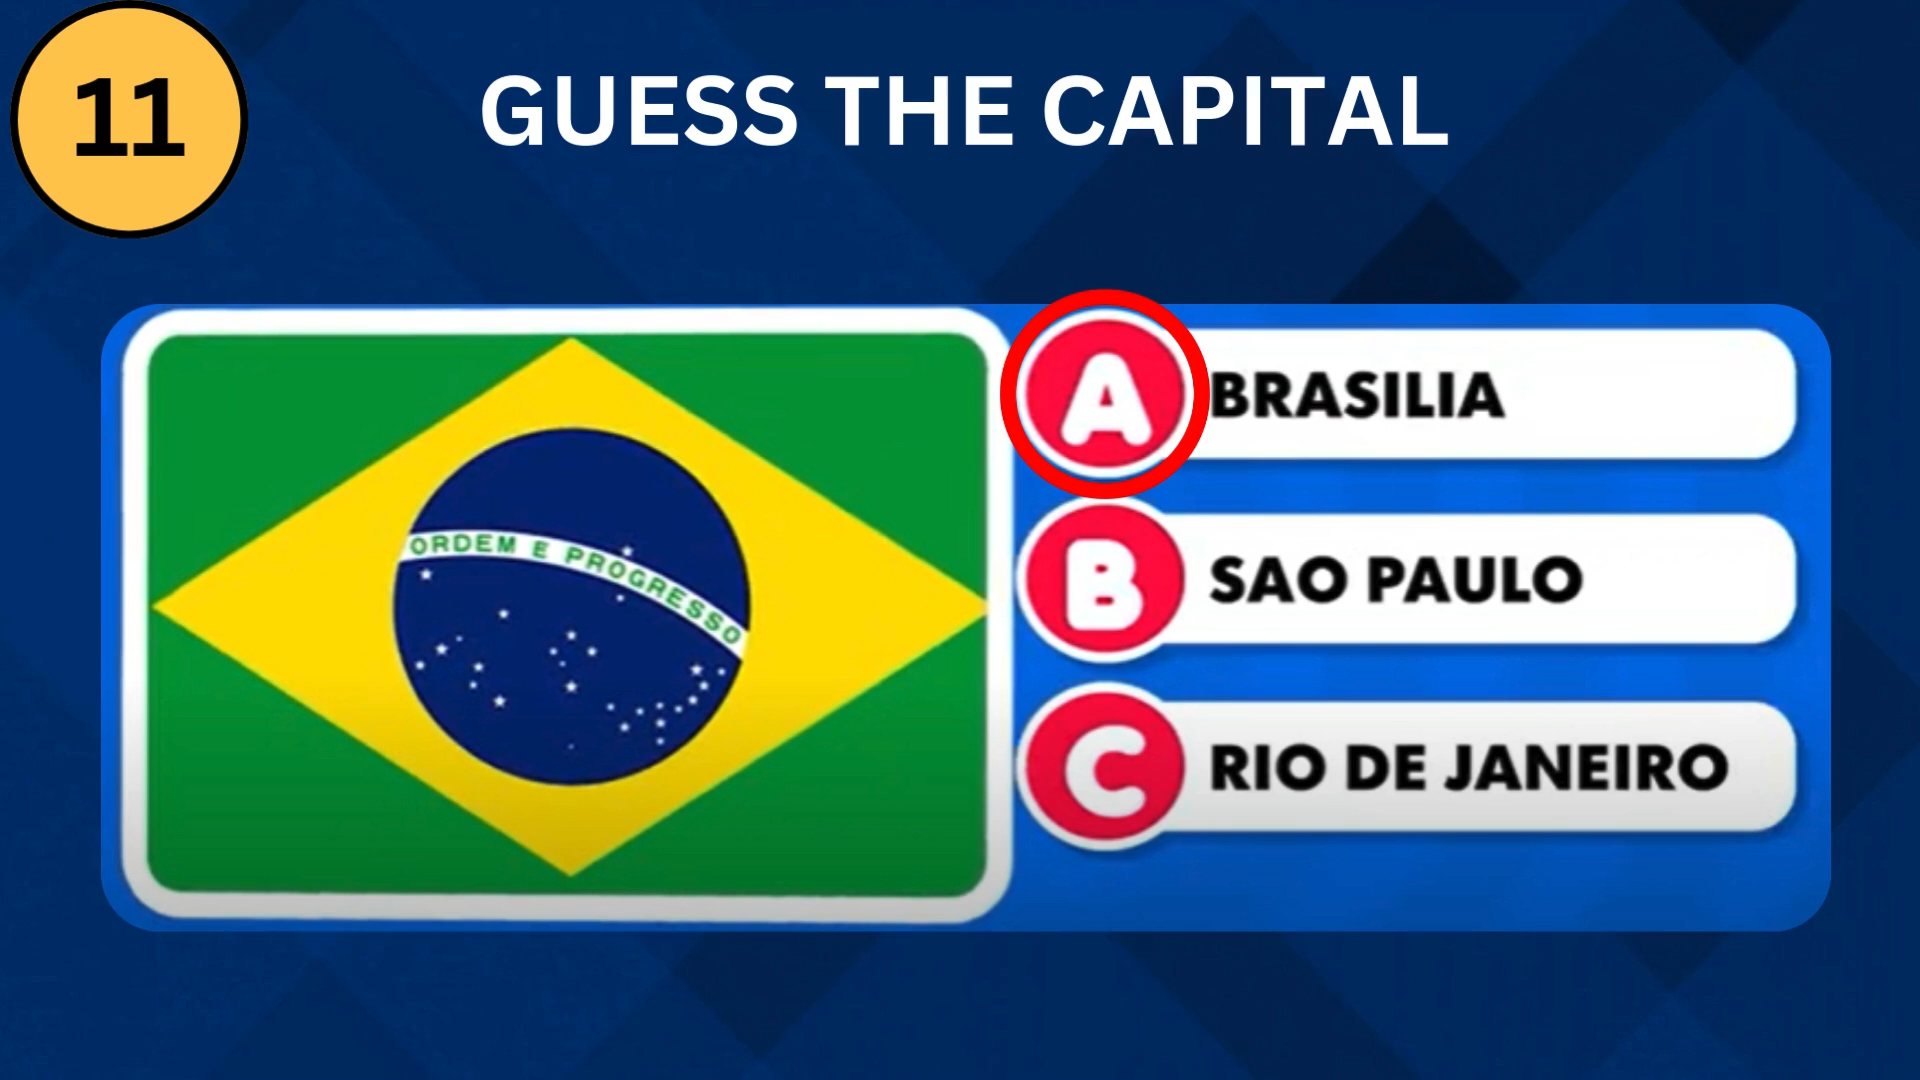 11
GUESS THE CAPITAL
ORDEM E PROGRESSO
A BRASILIA
B SAO PAULO
C RIO DE JANEIRO